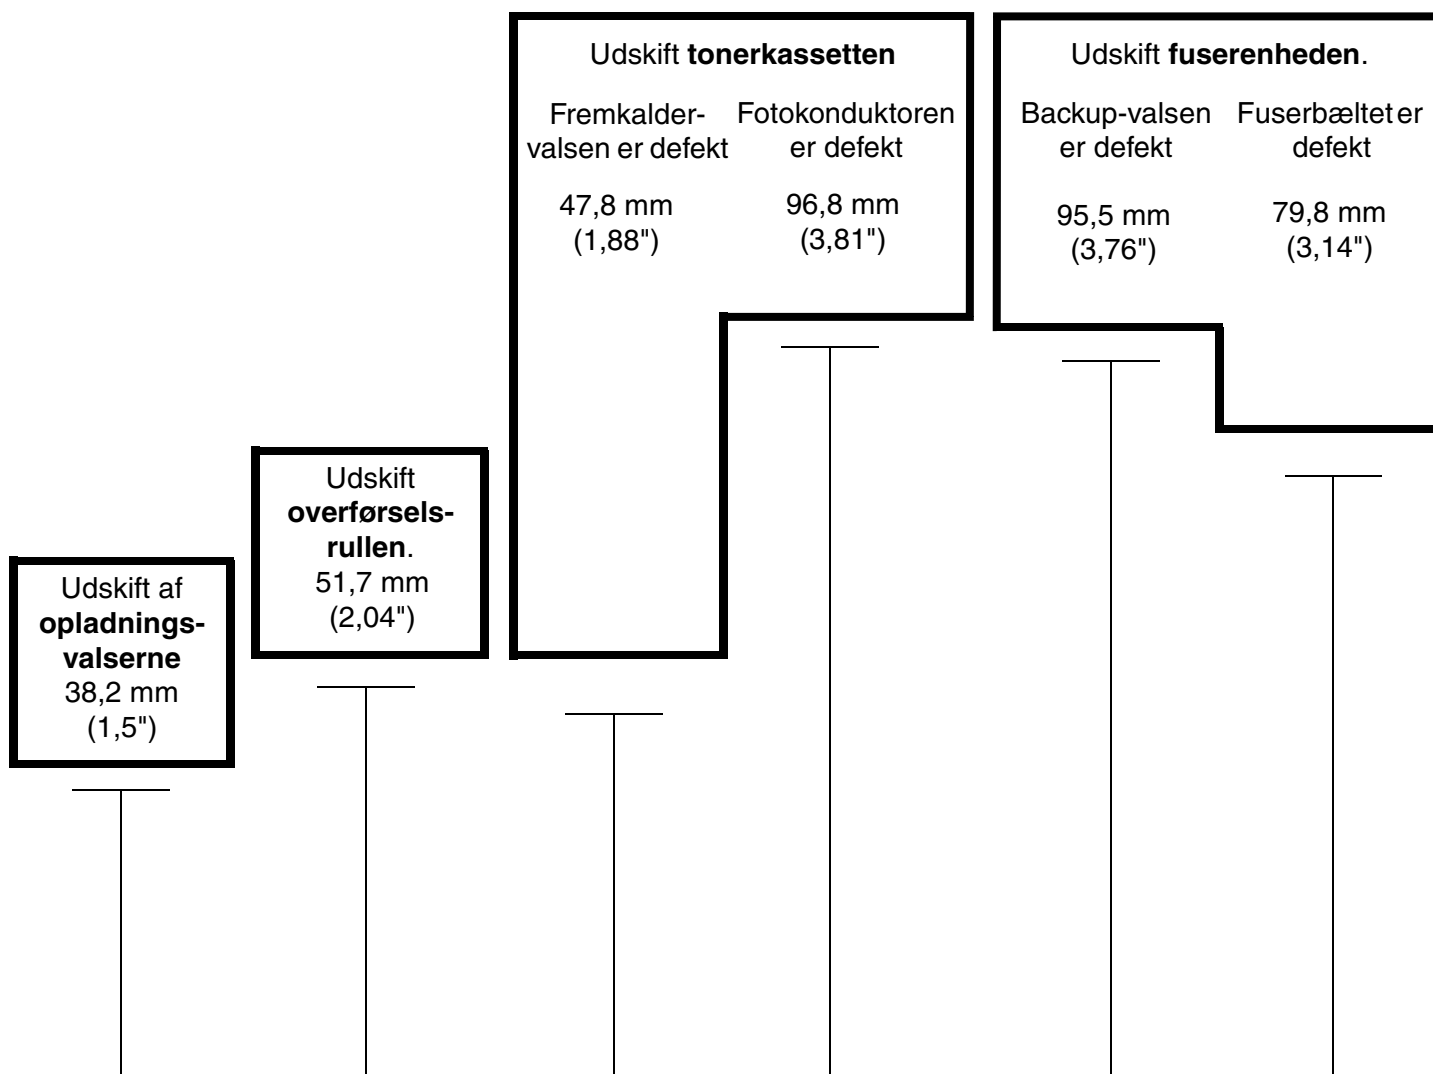 Udskift tonerkassetten
Fremkalder-
valsen er defekt
47,8 mm
(1,88")
Fotokonduktoren
er defekt
96,8 mm
(3,81")
Udskift fuserenheden.
Backup-valsen
er defekt
95,5 mm
(3,76")
Fuserbæltet er
defekt
79,8 mm
(3,14")
Udskift
overførsels-
rullen.
51,7 mm
(2,04")
Udskift af
opladnings-
valserne
38,2 mm
(1,5")